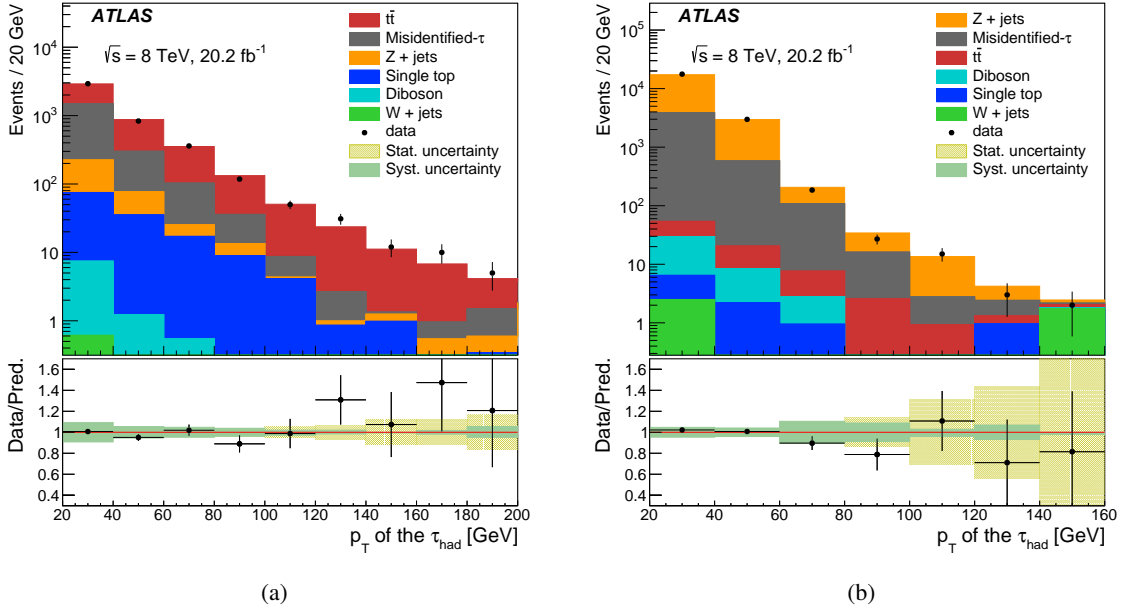 ATLAS
√s = 8 TeV, 20.2 fb⁻¹
Events / 20 GeV
10⁴
10³
10²
10
1
tt̄
Misidentified-τ
Z + jets
Single top
Diboson
W + jets
data
Stat. uncertainty
Syst. uncertainty
Data/Pred.
1.6
1.4
1.2
1
0.8
0.6
0.4
20 40 60 80 100 120 140 160 180 200
p_T of the τ_had [GeV]
(a)
ATLAS
√s = 8 TeV, 20.2 fb⁻¹
Events / 20 GeV
10⁵
10⁴
10³
10²
10
1
Z + jets
Misidentified-τ
tt̄
Diboson
Single top
W + jets
data
Stat. uncertainty
Syst. uncertainty
Data/Pred.
1.6
1.4
1.2
1
0.8
0.6
0.4
20 40 60 80 100 120 140 160
p_T of the τ_had [GeV]
(b)